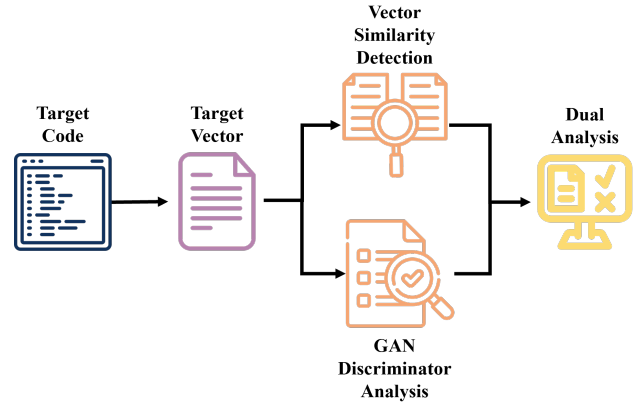 Target
Code
Target
Vector
Vector
Similarity
Detection
GAN
Discriminator
Analysis
Dual
Analysis